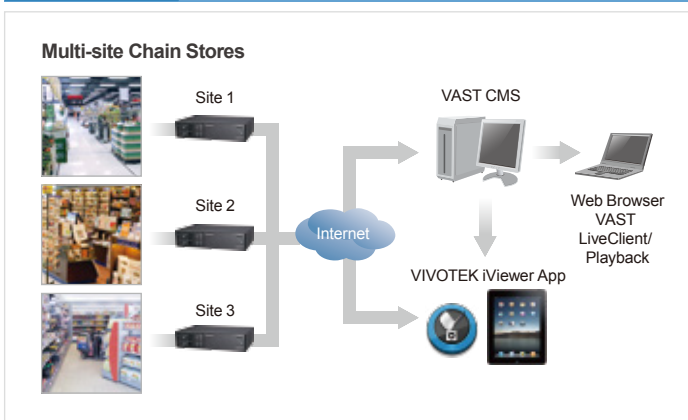 Multi-site Chain Stores
Site 1
Site 2
Site 3
Internet
VAST CMS
Web Browser
VAST
LiveClient/
Playback
VIVOTEK iViewer App